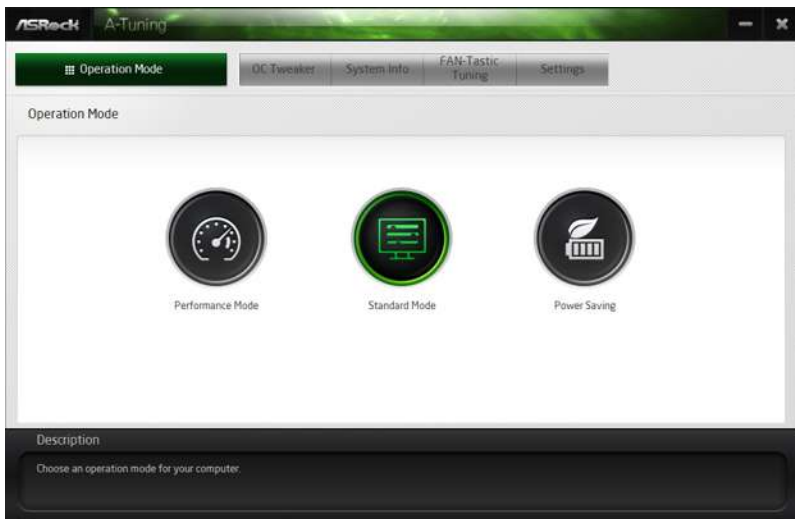 ASRock A-Tuning
Operation Mode
OC Tweaker
System Info
FAN-Tastic
Tuning
Settings
Operation Mode
Performance Mode
Standard Mode
Power Saving
Description
Choose an operation mode for your computer.